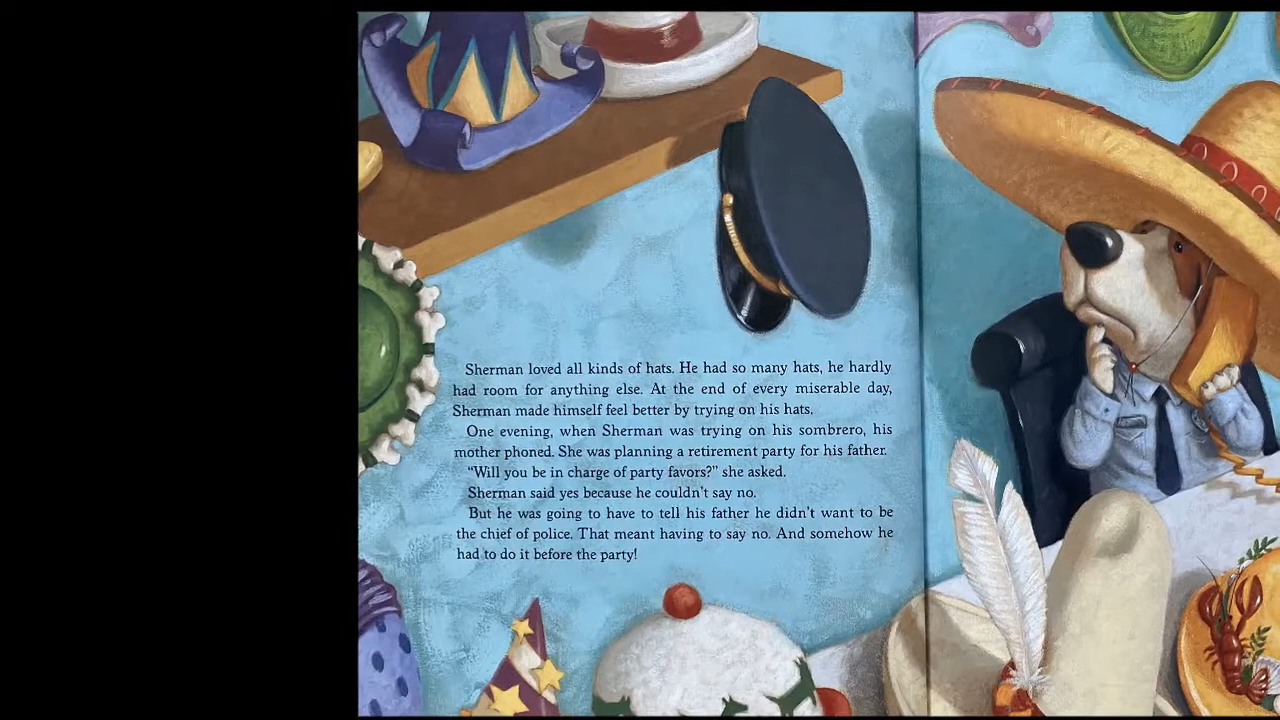 Sherman loved all kinds of hats. He had so many hats, he hardly
had room for anything else. At the end of every miserable day,
Sherman made himself feel better by trying on his hats.
One evening, when Sherman was trying on his sombrero, his
mother phoned. She was planning a retirement party for his father.
“Will you be in charge of party favors?” she asked.
Sherman said yes because he couldn't say no.
But he was going to have to tell his father he didn't want to be
the chief of police. That meant having to say no. And somehow he
had to do it before the party!